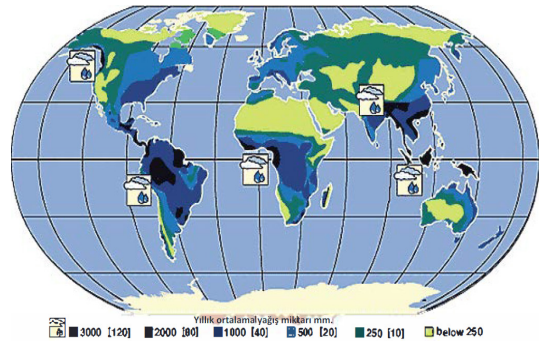 Yıllık ortalamalyağış miktarı mm.
3000 [120] 2000 [80] 1000 [40] 500 [20] 250 [10] below 250